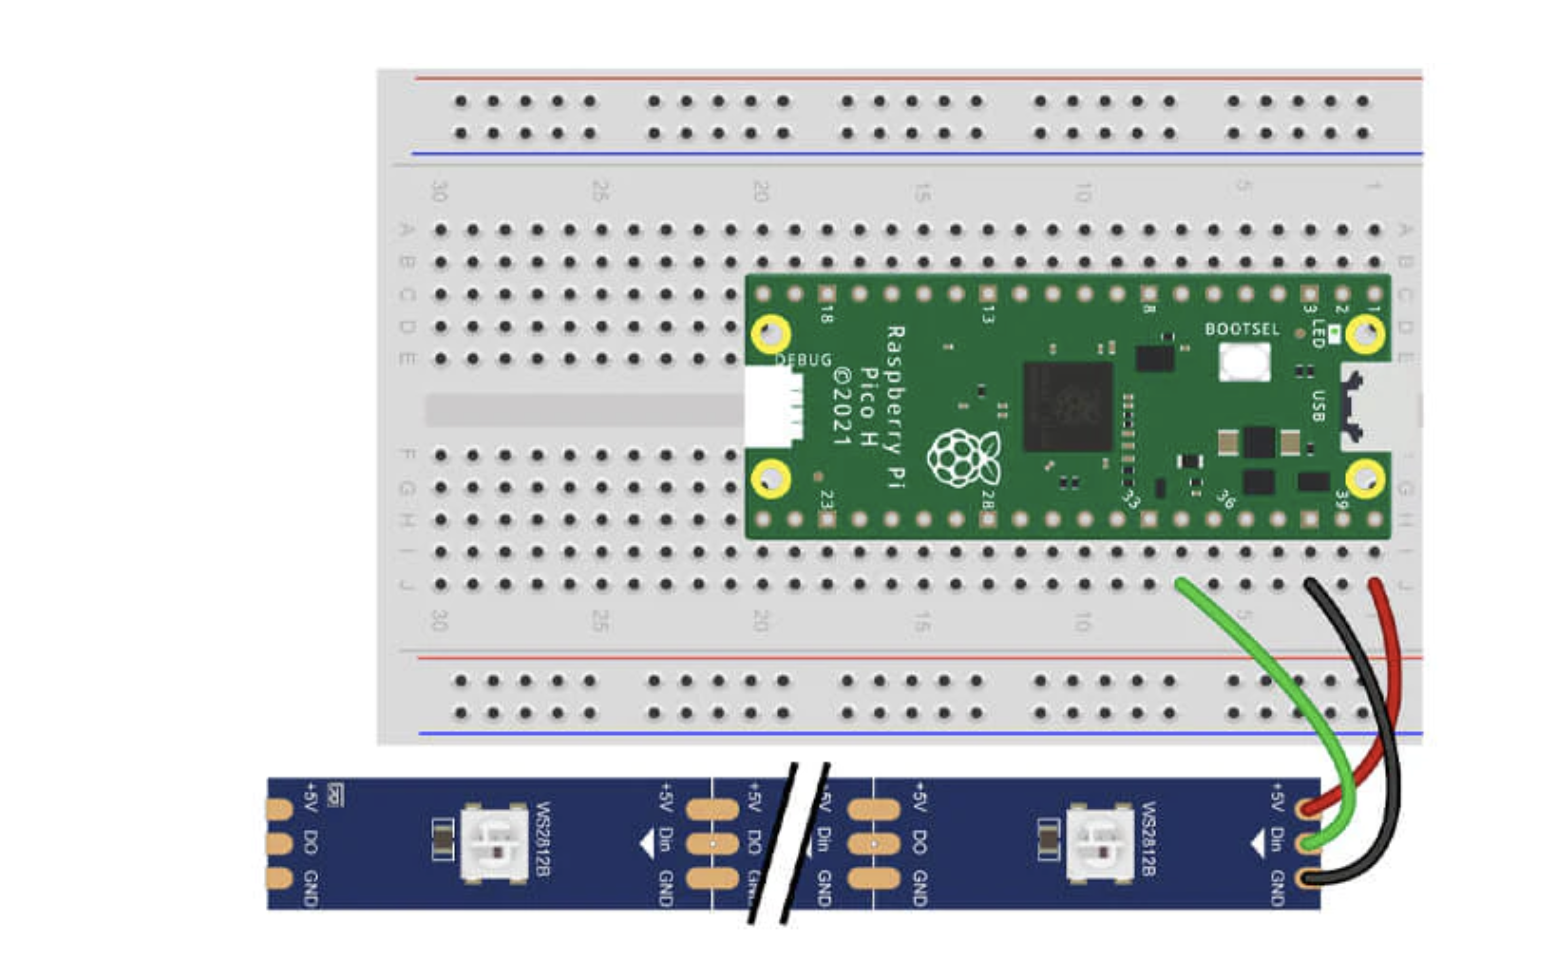 30 25 20 15 10 5 1
A A
B B
C C
D D
E E
F
G G
H H
I I
J J
18 13 8 3 2 1
LED
BOOTSEL
DEBUG
USB
Raspberry Pi
Pico H
©2021
23 28 33 36 39
30 25 20 15 10 5 1
+5V +5V +5V +5V +5V +5V
DO Din DO Din DO Din
GND GND GND GND GND
WS2812B WS2812B